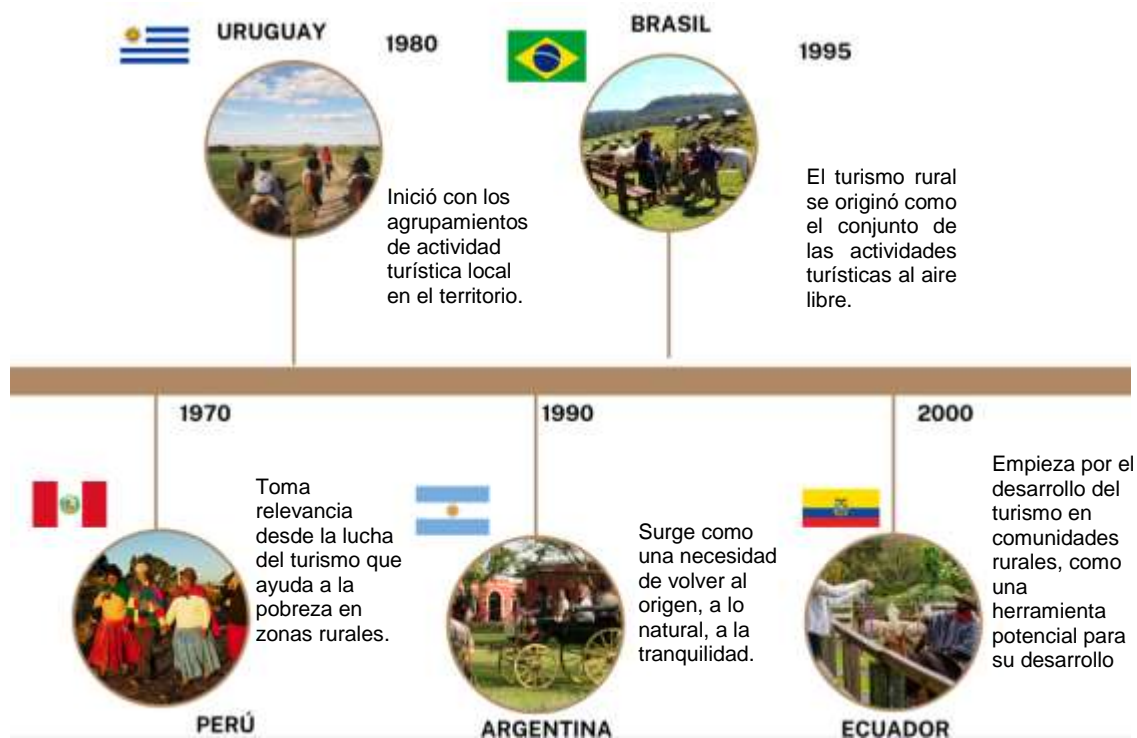 URUGUAY
1980
Inició con los
agrupamientos
de actividad
turística local
en el territorio.
BRASIL
1995
El turismo rural
se originó como
el conjunto de
las actividades
turísticas al aire
libre.
1970
Toma
relevancia
desde la lucha
del turismo que
ayuda a la
pobreza en
zonas rurales.
PERÚ
1990
Surge como
una necesidad
de volver al
origen, a lo
natural, a la
tranquilidad.
ARGENTINA
2000
Empieza por el
desarrollo del
turismo en
comunidades
rurales, como
una
herramienta
potencial para
su desarrollo
ECUADOR